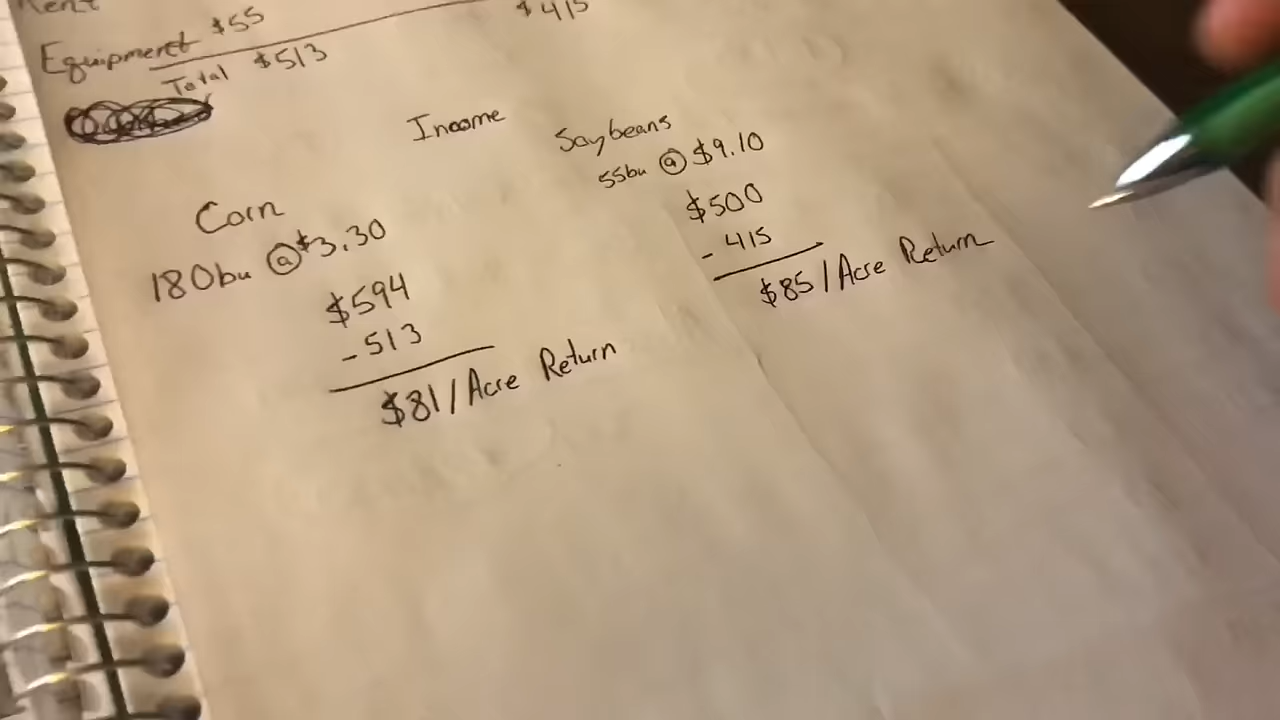 Rent
Equipment $55
$415
Total $513
Income
Corn
180bu @ $3.30
$594
- 513
$81 / Acre Return
Soybeans
55bu @ $9.10
$500
- 415
$85 / Acre Return